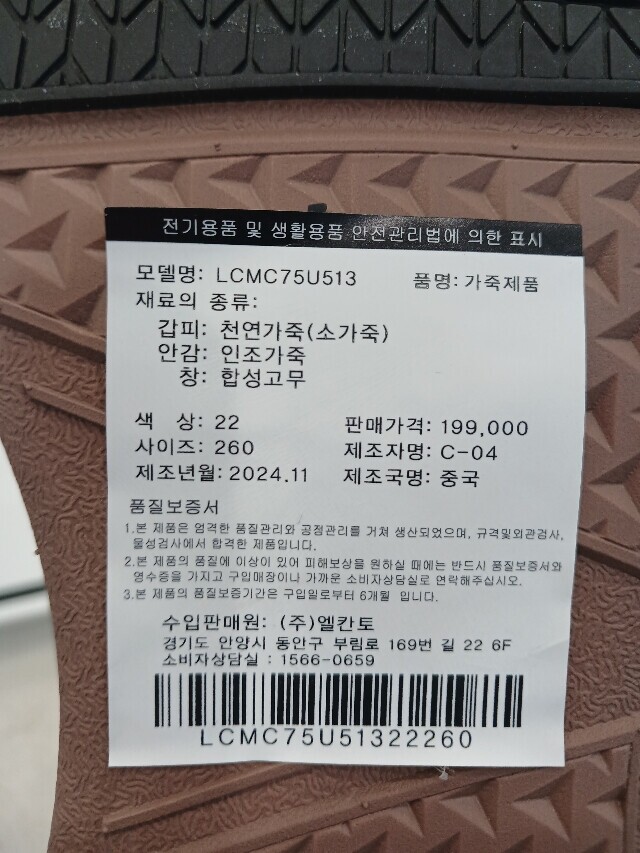 전기용품 및 생활용품 안전관리법에 의한 표시
모델명: LCMC75U513 품명: 가죽제품
재료의 종류:
갑피: 천연가죽(소가죽)
안감: 인조가죽
창: 합성고무
색 상: 22 판매가격: 199,000
사이즈: 260 제조자명: C-04
제조년월: 2024.11 제조국명: 중국
품질보증서
1.본 제품은 엄격한 품질관리와 공정관리를 거쳐 생산되었으며, 규격및외관검사,
물성검사에서 합격한 제품입니다.
2.본 제품의 품질에 이상이 있어 피해보상을 원하실 때에는 반드시 품질보증서와
영수증을 가지고 구입매장이나 가까운 소비자상담실로 연락해주십시오.
3.본 제품의 품질보증기간은 구입일로부터 6개월 입니다.
수입판매원: (주)엘칸토
경기도 안양시 동안구 부림로 169번 길 22 6F
소비자상담실 : 1566-0659
LCMC75U51322260